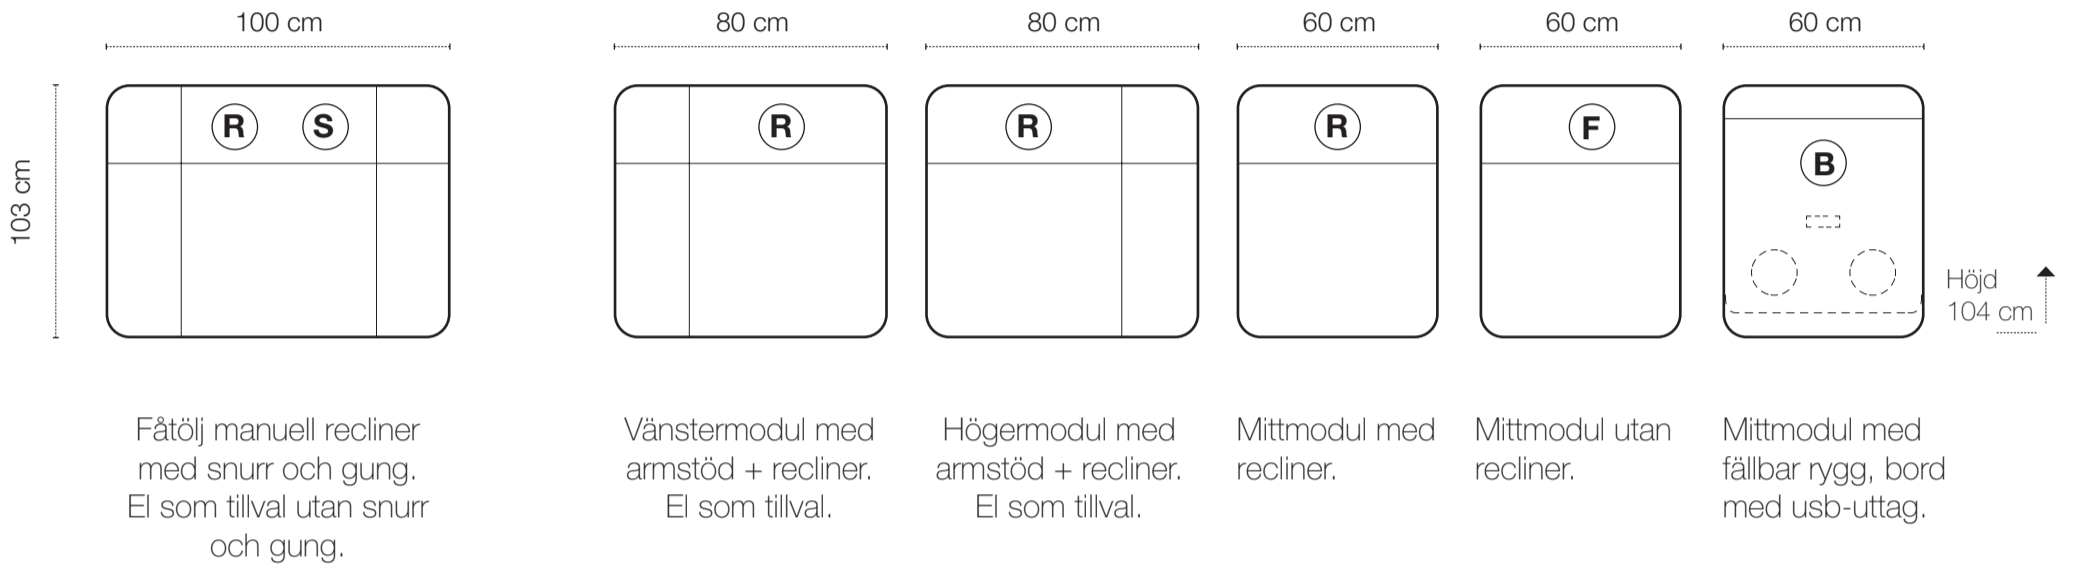 100 cm
80 cm
80 cm
60 cm
60 cm
60 cm
103 cm
R
S
R
R
R
F
B
Höjd
104 cm
Fåtölj manuell recliner
med snurr och gung.
El som tillval utan snurr
och gung.
Vänstermodul med
armstöd + recliner.
El som tillval.
Högermodul med
armstöd + recliner.
El som tillval.
Mittmodul med
recliner.
Mittmodul utan
recliner.
Mittmodul med
fällbar rygg, bord
med usb-uttag.